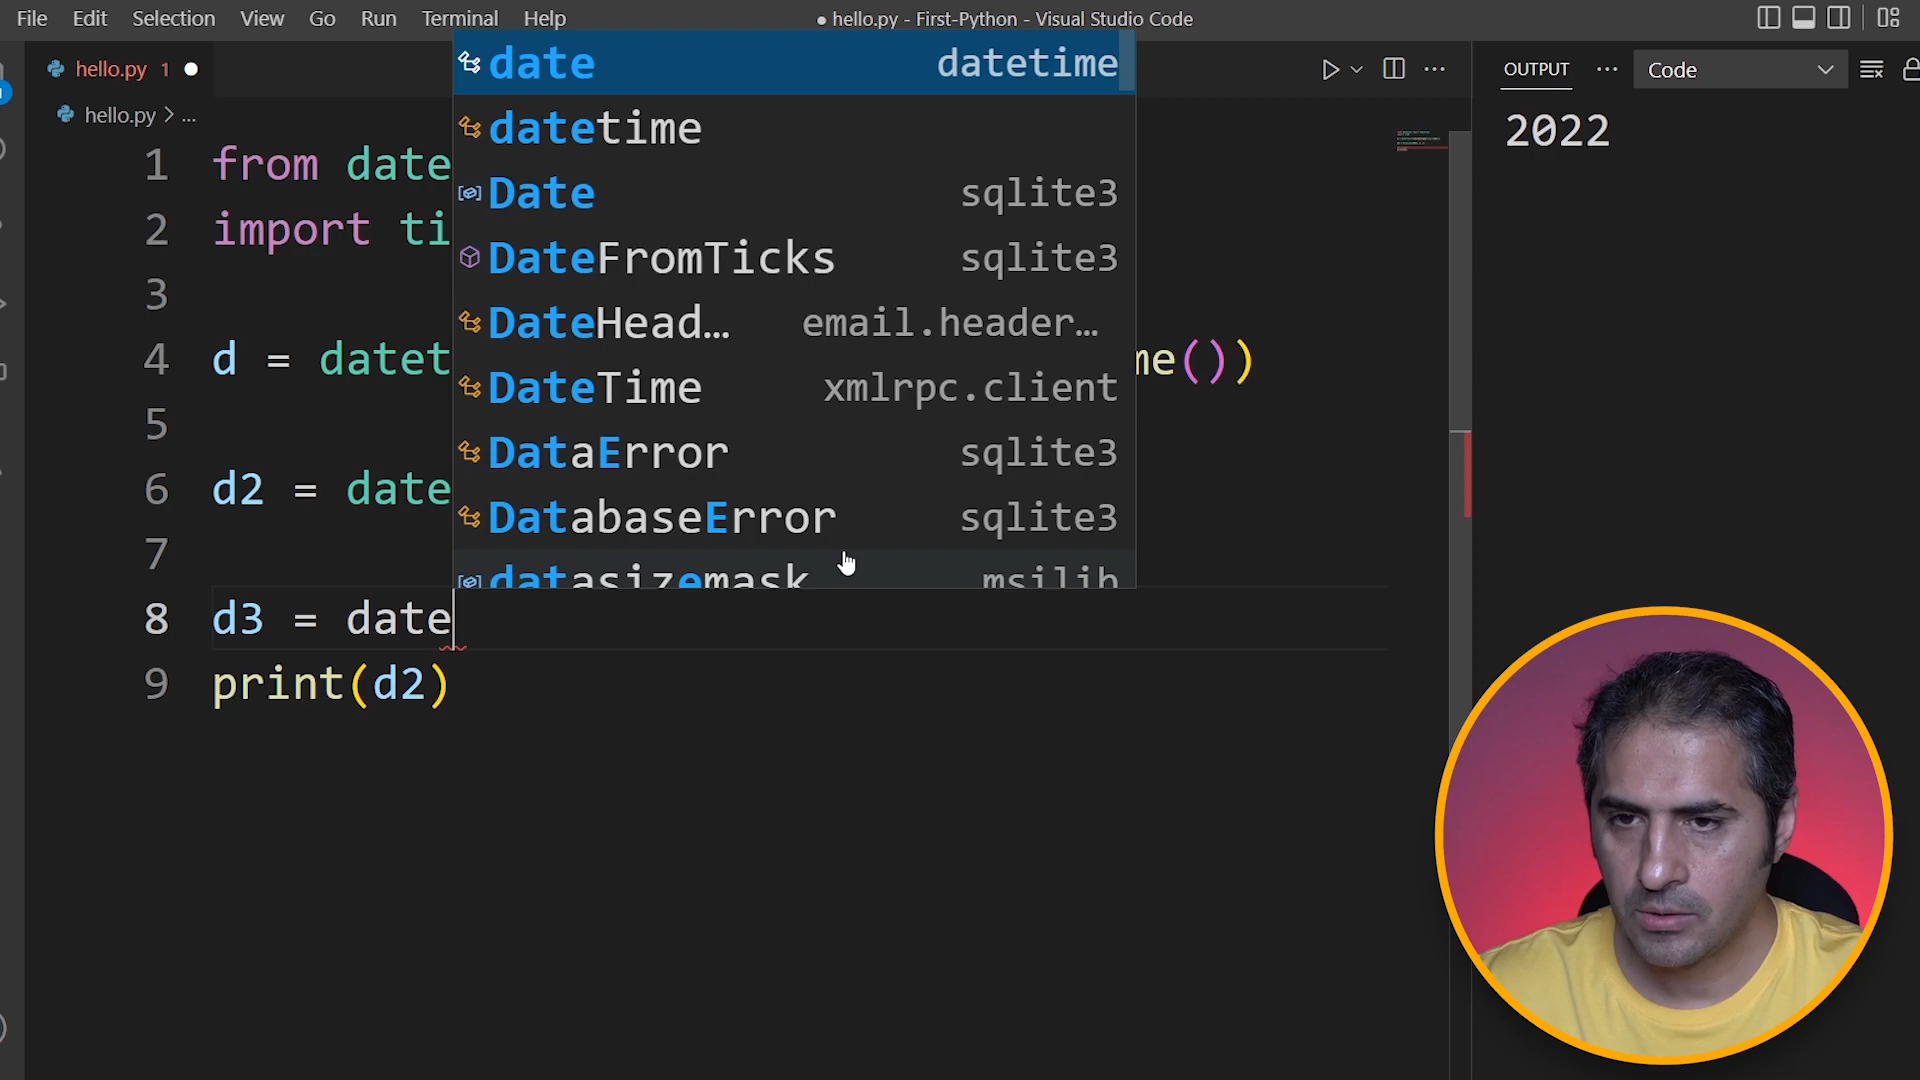 File Edit Selection View Go Run Terminal Help
● hello.py - First-Python - Visual Studio Code
hello.py 1
hello.py > ...
1 from date
2 import ti
3
4 d = datet me())
5
6 d2 = date
7
8 d3 = date
9 print(d2)
date datetime
datetime
Date sqlite3
DateFromTicks sqlite3
DateHead... email.header...
DateTime xmlrpc.client
DataError sqlite3
DatabaseError sqlite3
datasizemask msilib
OUTPUT ... Code
2022